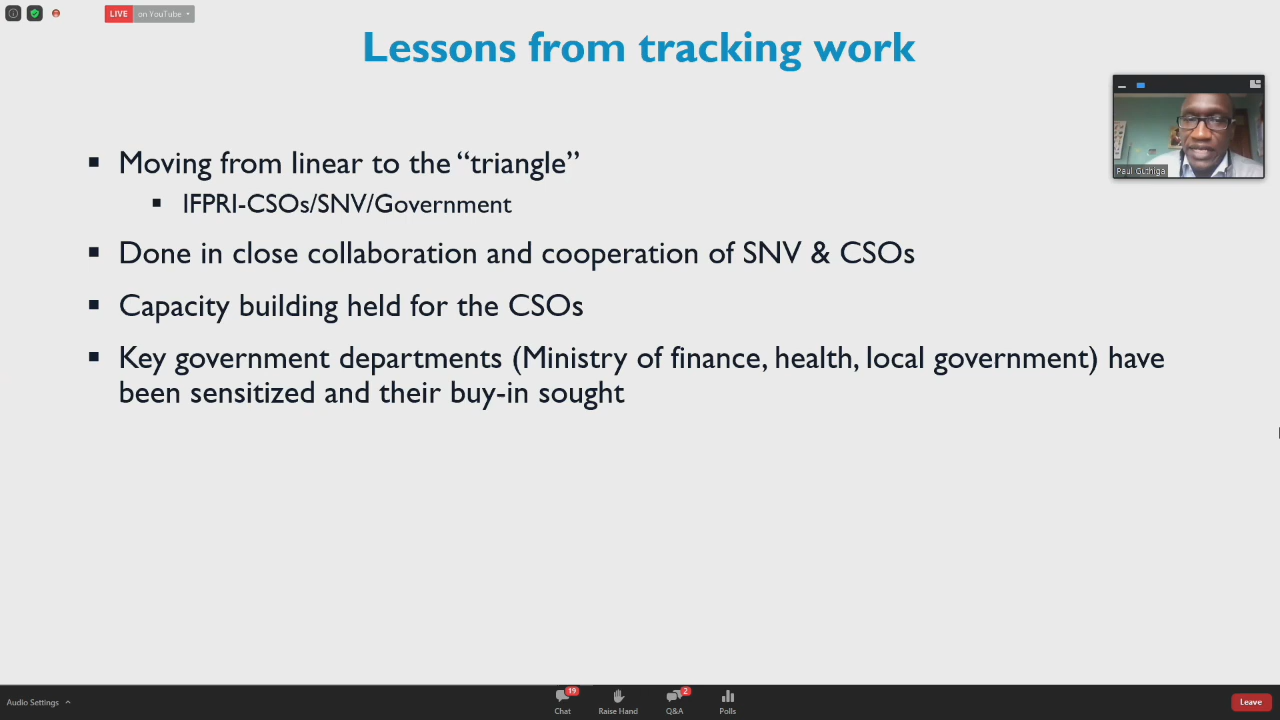 LIVE on YouTube
Lessons from tracking work
Paul Guthiga
Moving from linear to the “triangle”
IFPRI-CSOs/SNV/Government
Done in close collaboration and cooperation of SNV & CSOs
Capacity building held for the CSOs
Key government departments (Ministry of finance, health, local government) have
been sensitized and their buy-in sought
Audio Settings
19
Chat
Raise Hand
2
Q&A
Polls
Leave